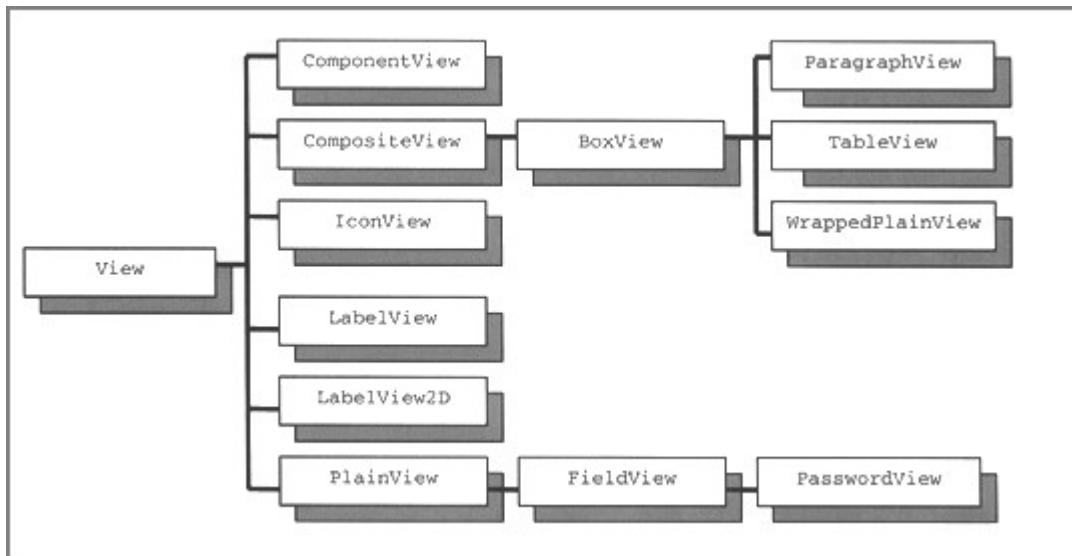 ComponentView
ParagraphView
CompositeView
BoxView
TableView
IconView
WrappedPlainView
View
LabelView
LabelView2D
PlainView
FieldView
PasswordView